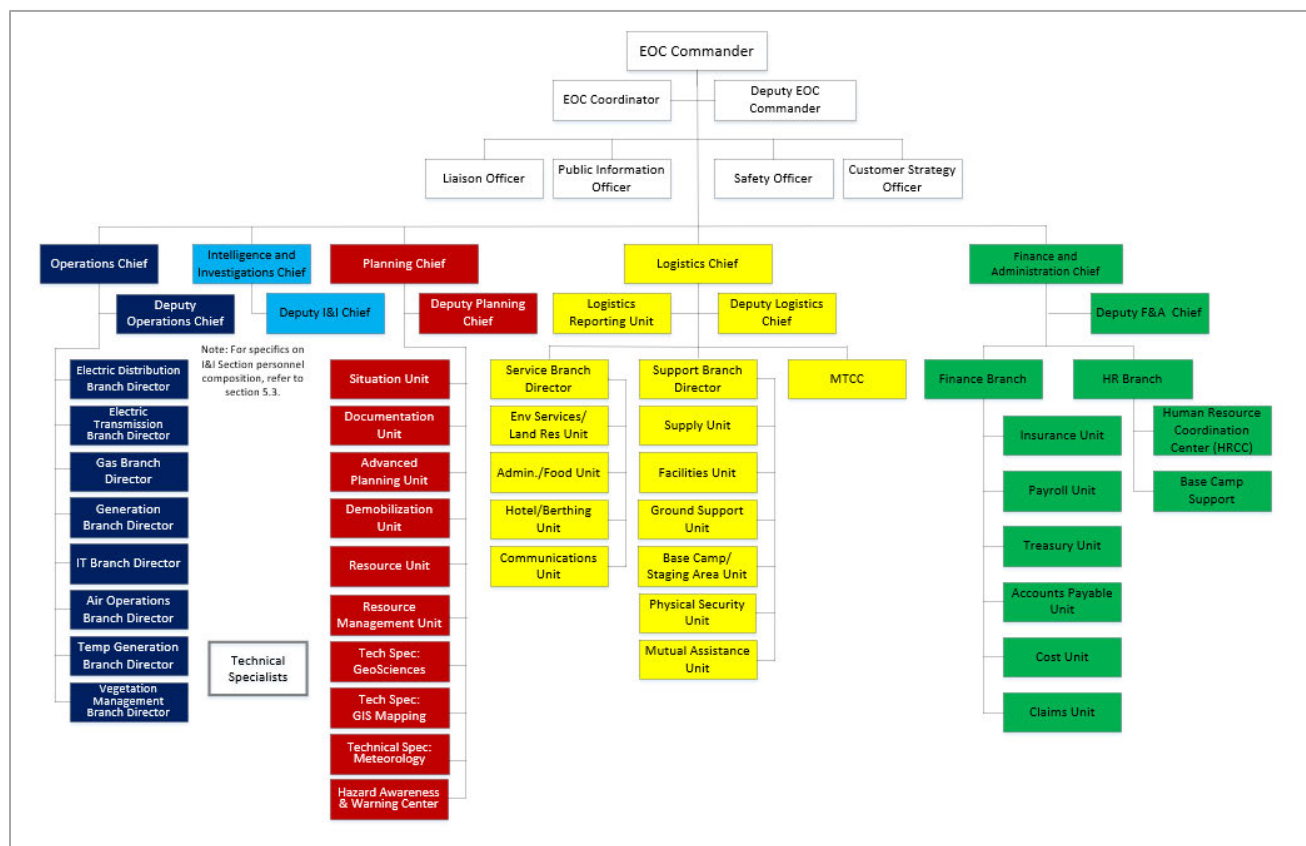 EOC Commander
EOC Coordinator
Deputy EOC
Commander
Liaison Officer
Public Information
Officer
Safety Officer
Customer Strategy
Officer
Operations Chief
Intelligence and
Investigations Chief
Planning Chief
Logistics Chief
Finance and
Administration Chief
Deputy
Operations Chief
Deputy I&I Chief
Deputy Planning
Chief
Logistics
Reporting Unit
Deputy Logistics
Chief
Deputy F&A Chief
Note: For specifics on
I&I Section personnel
composition, refer to
section 5.3.
Electric Distribution
Branch Director
Electric
Transmission
Branch Director
Gas Branch
Director
Generation
Branch Director
IT Branch Director
Air Operations
Branch Director
Temp Generation
Branch Director
Vegetation
Management
Branch Director
Technical
Specialists
Situation Unit
Documentation
Unit
Advanced
Planning Unit
Demobilization
Unit
Resource Unit
Resource
Management Unit
Tech Spec:
GeoSciences
Tech Spec:
GIS Mapping
Technical Spec:
Meteorology
Hazard Awareness
& Warning Center
Service Branch
Director
Env Services/
Land Res Unit
Admin./Food Unit
Hotel/Berthing
Unit
Communications
Unit
Support Branch
Director
Supply Unit
Facilities Unit
Ground Support
Unit
Base Camp/
Staging Area Unit
Physical Security
Unit
Mutual Assistance
Unit
MTCC
Finance Branch
Insurance Unit
Payroll Unit
Treasury Unit
Accounts Payable
Unit
Cost Unit
Claims Unit
HR Branch
Human Resource
Coordination
Center (HRCC)
Base Camp
Support